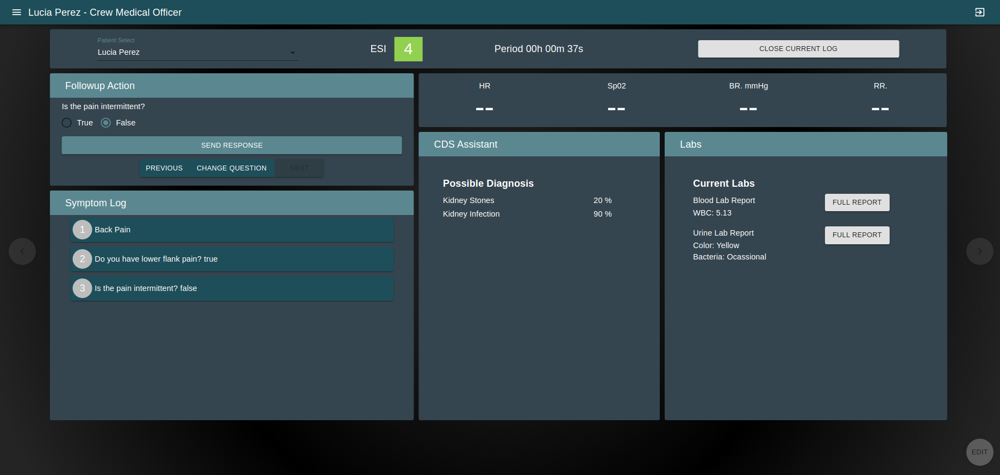 Lucia Perez - Crew Medical Officer
Patient Select
Lucia Perez
ESI 4
Period 00h 00m 37s
CLOSE CURRENT LOG
Followup Action
Is the pain intermittent?
True False
SEND RESPONSE
PREVIOUS CHANGE QUESTION NEXT
Symptom Log
1 Back Pain
2 Do you have lower flank pain? true
3 Is the pain intermittent? false
HR Sp02 BR. mmHg RR.
-- -- -- --
CDS Assistant
Possible Diagnosis
Kidney Stones 20 %
Kidney Infection 90 %
Labs
Current Labs
Blood Lab Report FULL REPORT
WBC: 5.13
Urine Lab Report FULL REPORT
Color: Yellow
Bacteria: Ocassional
EDIT